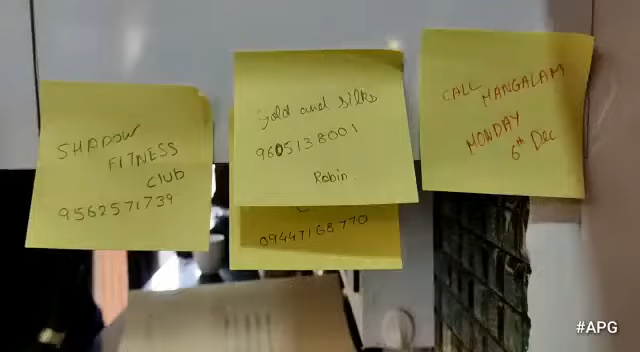 SHADOW
FITNESS
club
9562571739
gold and silks
9605138001
Robin
09447168770
CALL
MANGALAM
MONDAY
6th Dec
#APG